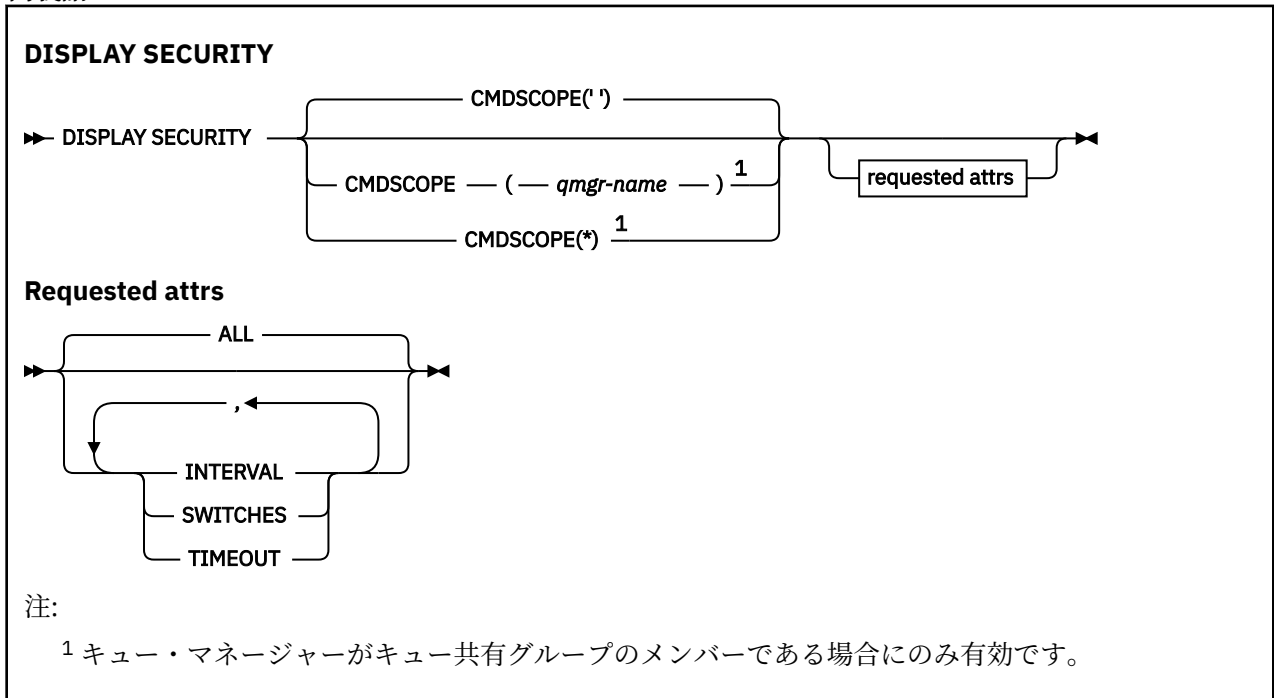 DISPLAY SECURITY
CMDSCOPE(' ')
DISPLAY SECURITY
CMDSCOPE ( qmgr-name ) 1
requested attrs
CMDSCOPE(*) 1
Requested attrs
ALL
,
INTERVAL
SWITCHES
TIMEOUT
注:
1 キュー・マネージャーがキュー共有グループのメンバーである場合にのみ有効です。